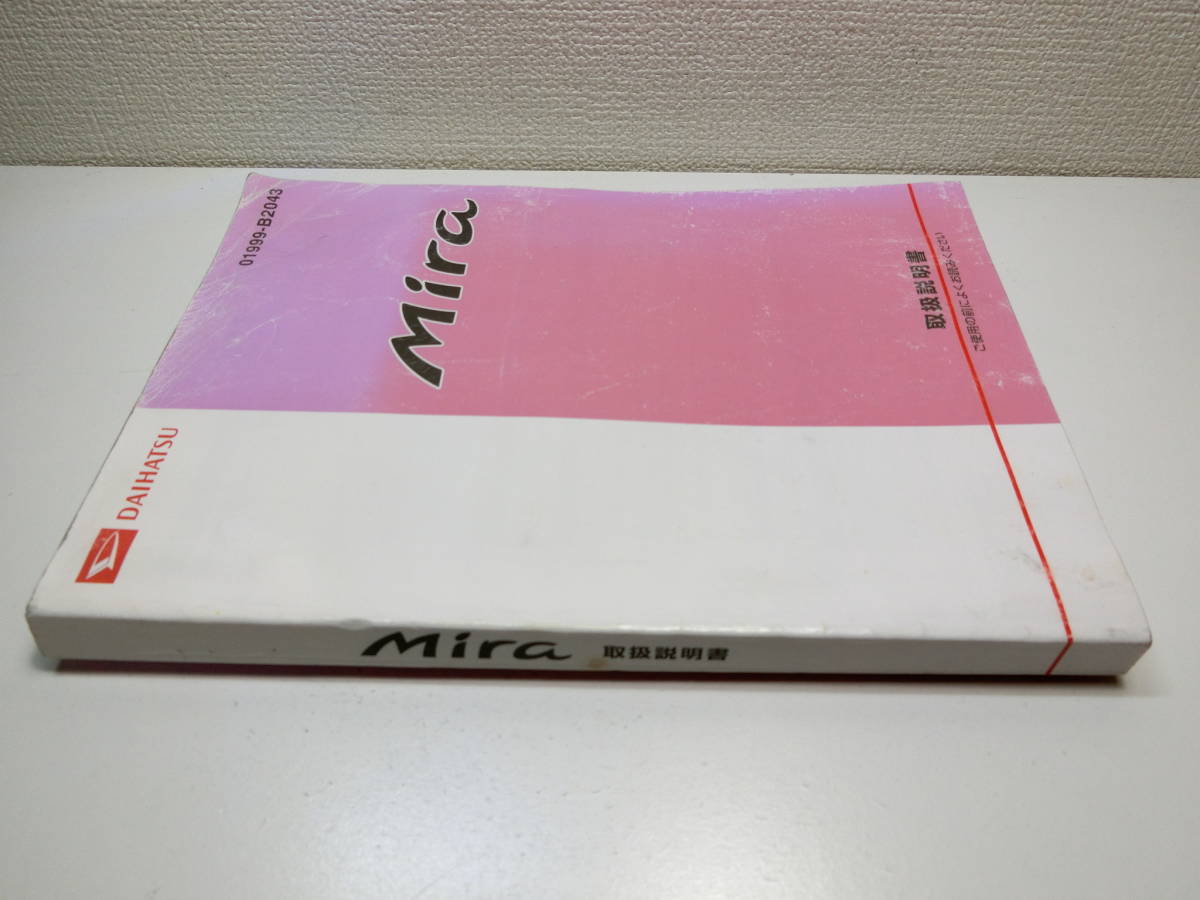 01999-B2043
Mira
取扱説明書
ご使用の前によくお読みください
DAIHATSU
Mira 取扱説明書